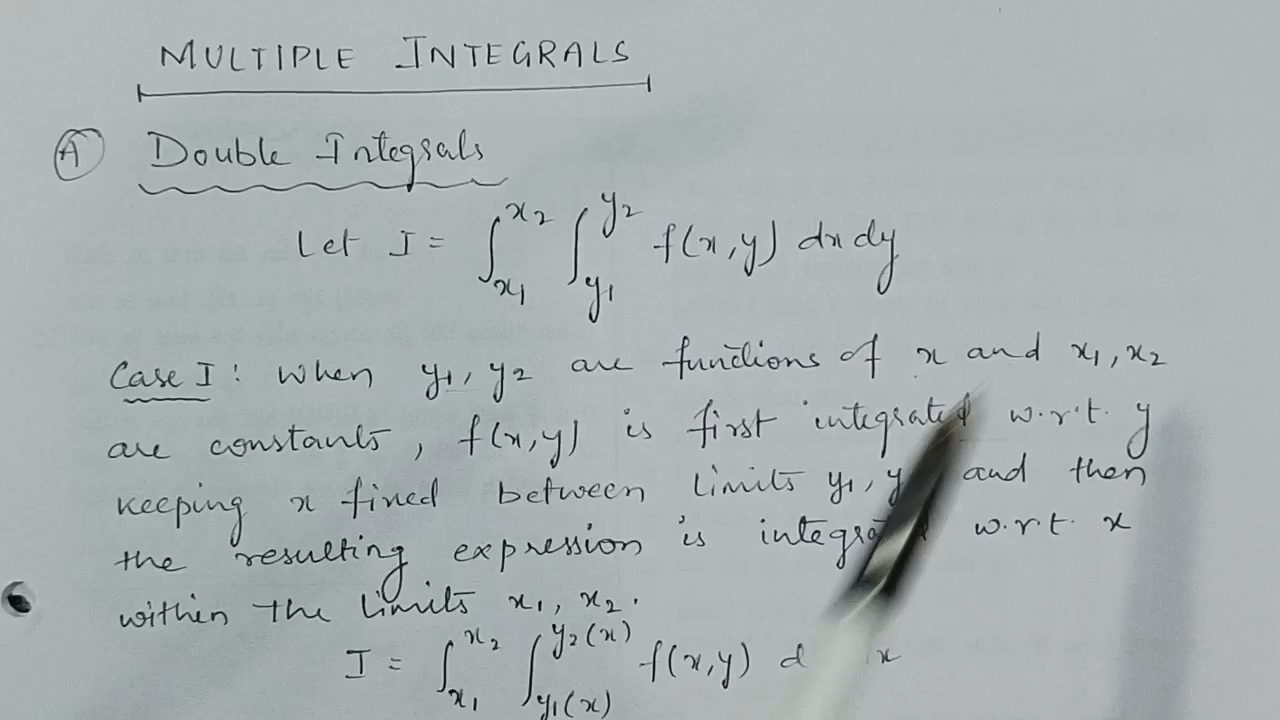 MULTIPLE INTEGRALS
A Double Integrals
Let I = ∫_{x1}^{x2} ∫_{y1}^{y2} f(x,y) dx dy
Case I : When y1, y2 are functions of x and x1, x2
are constants, f(x,y) is first integrated w.r.t. y
keeping x fixed between limits y1, y and then
the resulting expression is integrated w.r.t. x
within the limits x1, x2.
I = ∫_{x1}^{x2} ∫_{y1(x)}^{y2(x)} f(x,y) d x